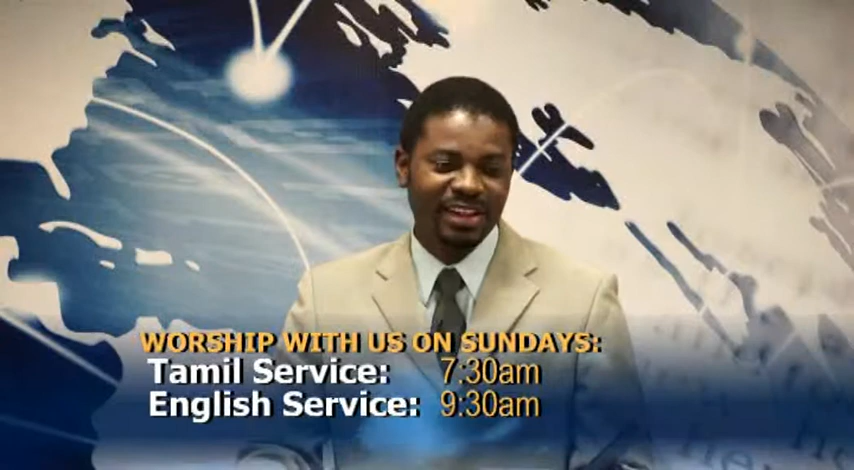 WORSHIP WITH US ON SUNDAYS:
Tamil Service: 7:30am
English Service: 9:30am